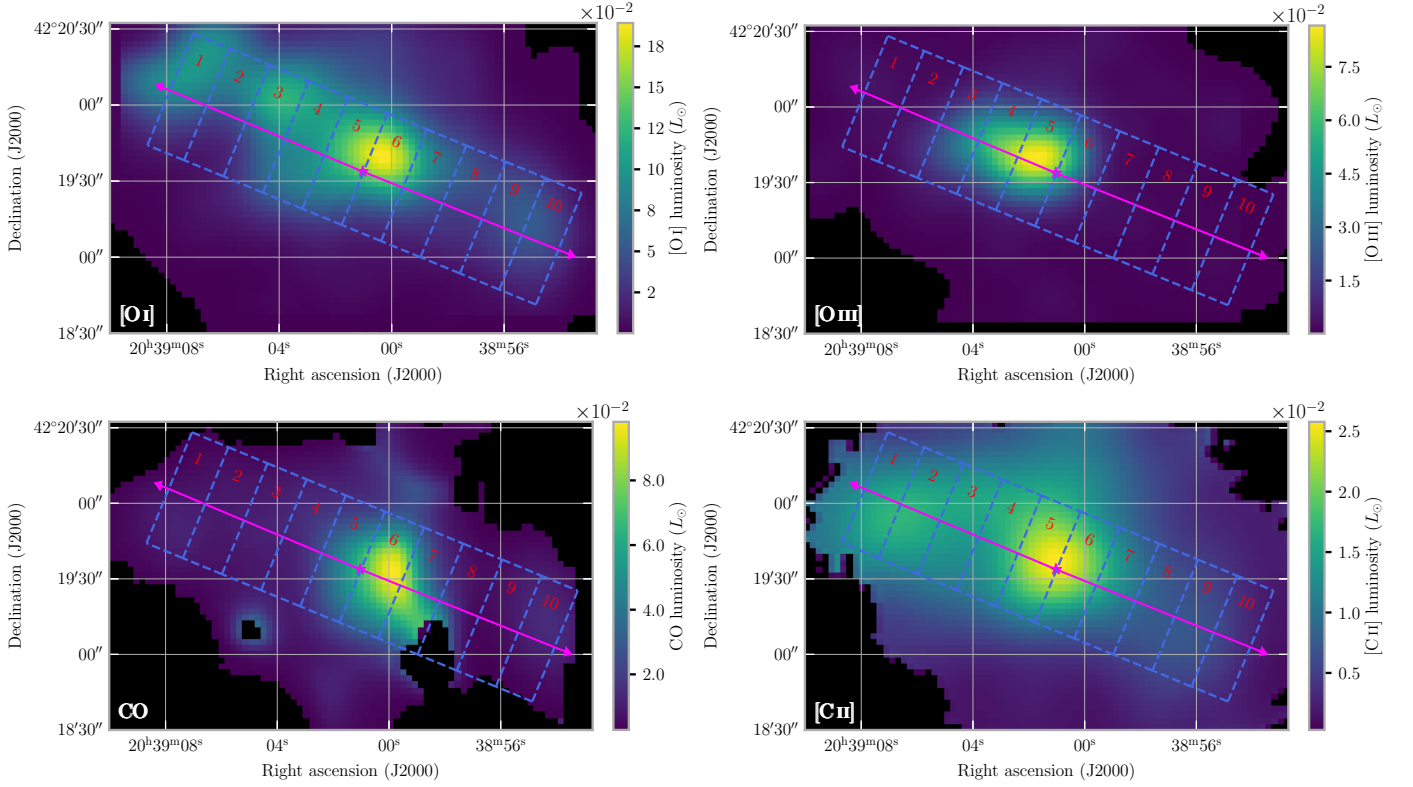 ×10⁻²
42°20′30″
00″
19′30″
00″
18′30″
20ʰ39ᵐ08ˢ
04ˢ
00ˢ
38ᵐ56ˢ
Right ascension (J2000)
Declination (J2000)
1
2
3
4
5
6
7
8
9
10
[OI]
18
15
12
10
8
5
2
[OI] luminosity (L⊙)
×10⁻²
42°20′30″
00″
19′30″
00″
18′30″
20ʰ39ᵐ08ˢ
04ˢ
00ˢ
38ᵐ56ˢ
Right ascension (J2000)
Declination (J2000)
1
2
3
4
5
6
7
8
9
10
[OIII]
7.5
6.0
4.5
3.0
1.5
[OIII] luminosity (L⊙)
×10⁻²
42°20′30″
00″
19′30″
00″
18′30″
20ʰ39ᵐ08ˢ
04ˢ
00ˢ
38ᵐ56ˢ
Right ascension (J2000)
Declination (J2000)
1
2
3
4
5
6
7
8
9
10
CO
8.0
6.0
4.0
2.0
CO luminosity (L⊙)
×10⁻²
42°20′30″
00″
19′30″
00″
18′30″
20ʰ39ᵐ08ˢ
04ˢ
00ˢ
38ᵐ56ˢ
Right ascension (J2000)
Declination (J2000)
1
2
3
4
5
6
7
8
9
10
[CII]
2.5
2.0
1.5
1.0
0.5
[CII] luminosity (L⊙)